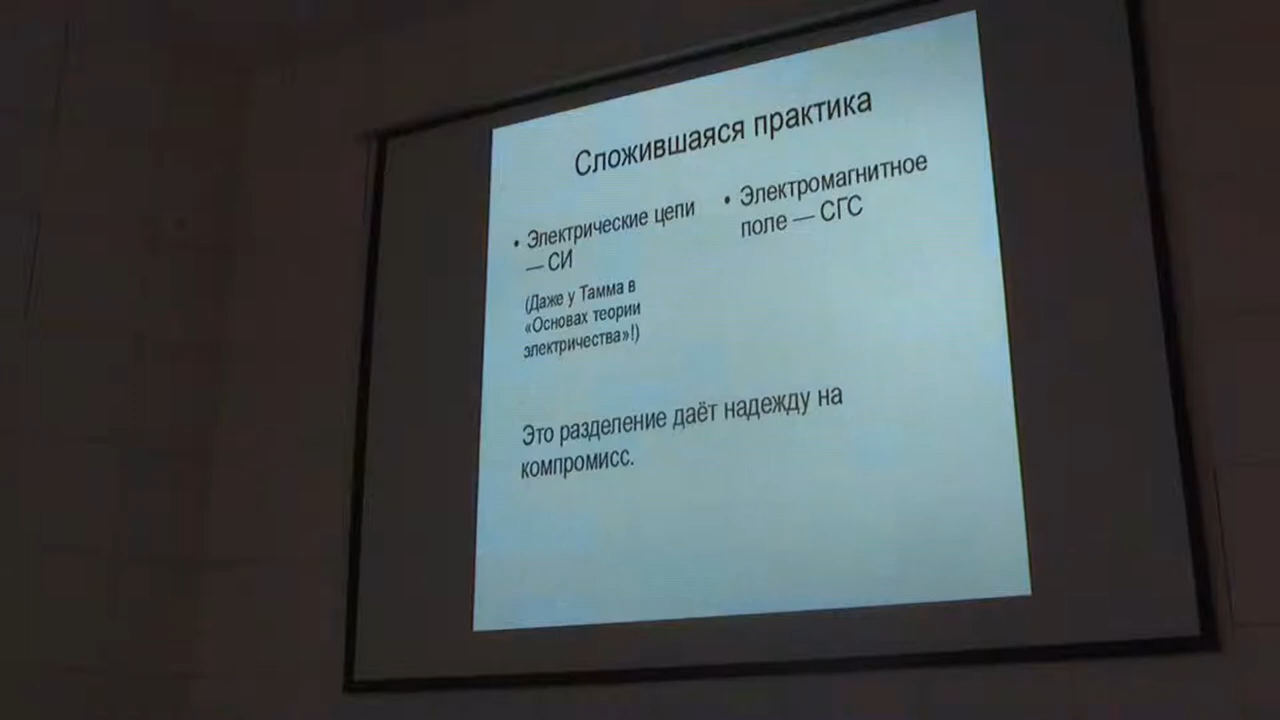 Сложившаяся практика
• Электрические цепи
— СИ
(Даже у Тамма в
«Основах теории
электричества»!)
• Электромагнитное
поле — СГС
Это разделение даёт надежду на
компромисс.